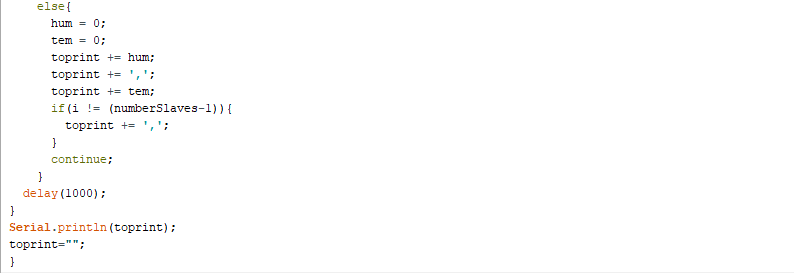 else{
hum = 0;
tem = 0;
toprint += hum;
toprint += ',';
toprint += tem;
if(i != (numberSlaves-1)){
toprint += ',';
}
continue;
}
delay(1000);
}
Serial.println(toprint);
toprint="";
}